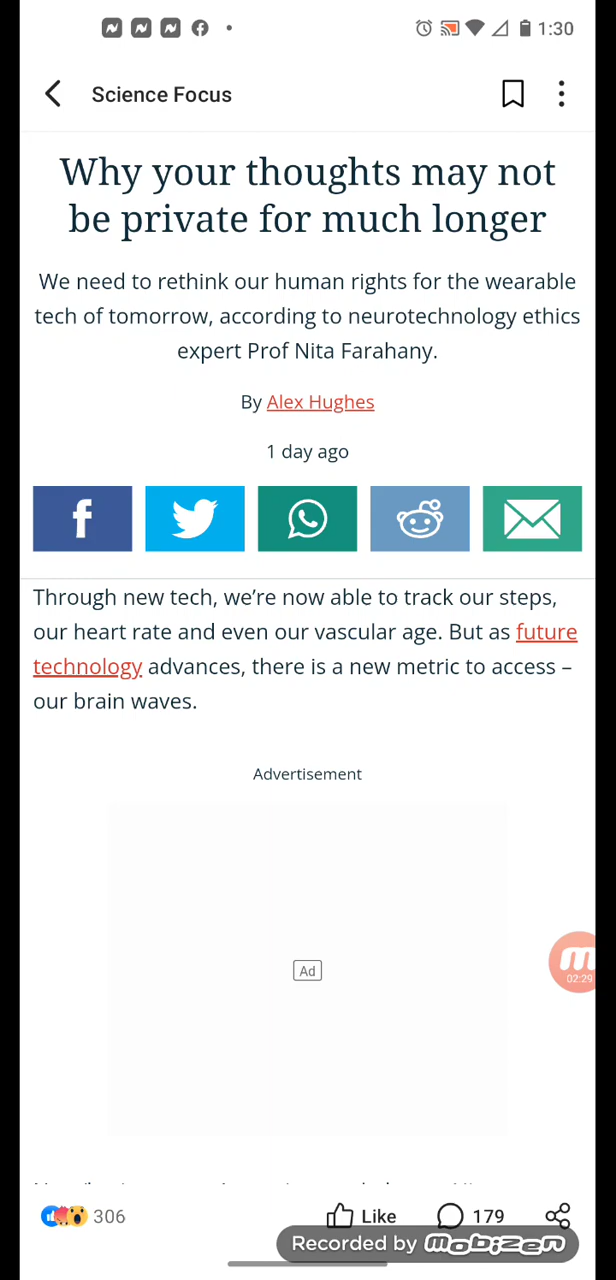 1:30
Science Focus
Why your thoughts may not
be private for much longer
We need to rethink our human rights for the wearable
tech of tomorrow, according to neurotechnology ethics
expert Prof Nita Farahany.
By Alex Hughes
1 day ago
Through new tech, we're now able to track our steps,
our heart rate and even our vascular age. But as future
technology advances, there is a new metric to access –
our brain waves.
Advertisement
Ad
02:29
306
Like
179
Recorded by mobizen